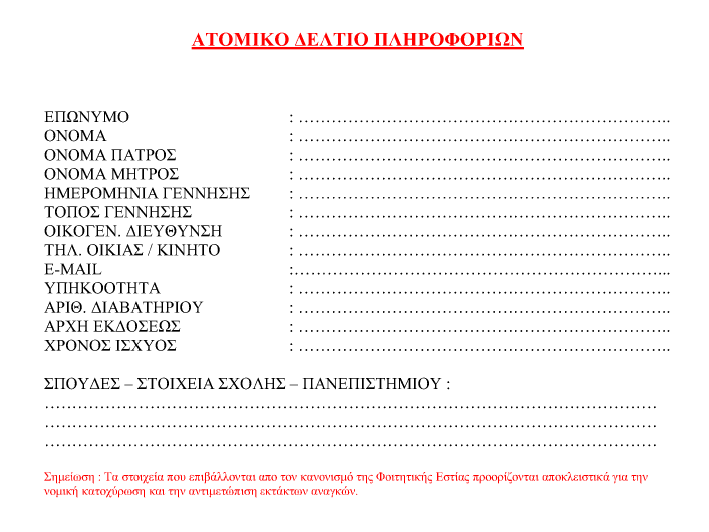 ΑΤΟΜΙΚΟ ΔΕΛΤΙΟ ΠΛΗΡΟΦΟΡΙΩΝ
ΕΠΩΝΥΜΟ : …………………………………………………………..
ΟΝΟΜΑ : …………………………………………………………..
ΟΝΟΜΑ ΠΑΤΡΟΣ : …………………………………………………………..
ΟΝΟΜΑ ΜΗΤΡΟΣ : …………………………………………………………..
ΗΜΕΡΟΜΗΝΙΑ ΓΕΝΝΗΣΗΣ : …………………………………………………………..
ΤΟΠΟΣ ΓΕΝΝΗΣΗΣ : …………………………………………………………..
ΟΙΚΟΓΕΝ. ΔΙΕΥΘΥΝΣΗ : …………………………………………………………..
ΤΗΛ. ΟΙΚΙΑΣ / ΚΙΝΗΤΟ : …………………………………………………………..
E-MAIL :…………………………………………………………...
ΥΠΗΚΟΟΤΗΤΑ : …………………………………………………………..
ΑΡΙΘ. ΔΙΑΒΑΤΗΡΙΟΥ : …………………………………………………………..
ΑΡΧΗ ΕΚΔΟΣΕΩΣ : …………………………………………………………..
ΧΡΟΝΟΣ ΙΣΧΥΟΣ : …………………………………………………………..
ΣΠΟΥΔΕΣ – ΣΤΟΙΧΕΙΑ ΣΧΟΛΗΣ – ΠΑΝΕΠΙΣΤΗΜΙΟΥ :
……………………………………………………………………………………………………
……………………………………………………………………………………………………
……………………………………………………………………………………………………
Σημείωση : Τα στοιχεία που επιβάλλονται απο τον κανονισμό της Φοιτητικής Εστίας προορίζονται αποκλειστικά για την
νομική κατοχύρωση και την αντιμετώπιση εκτάκτων αναγκών.